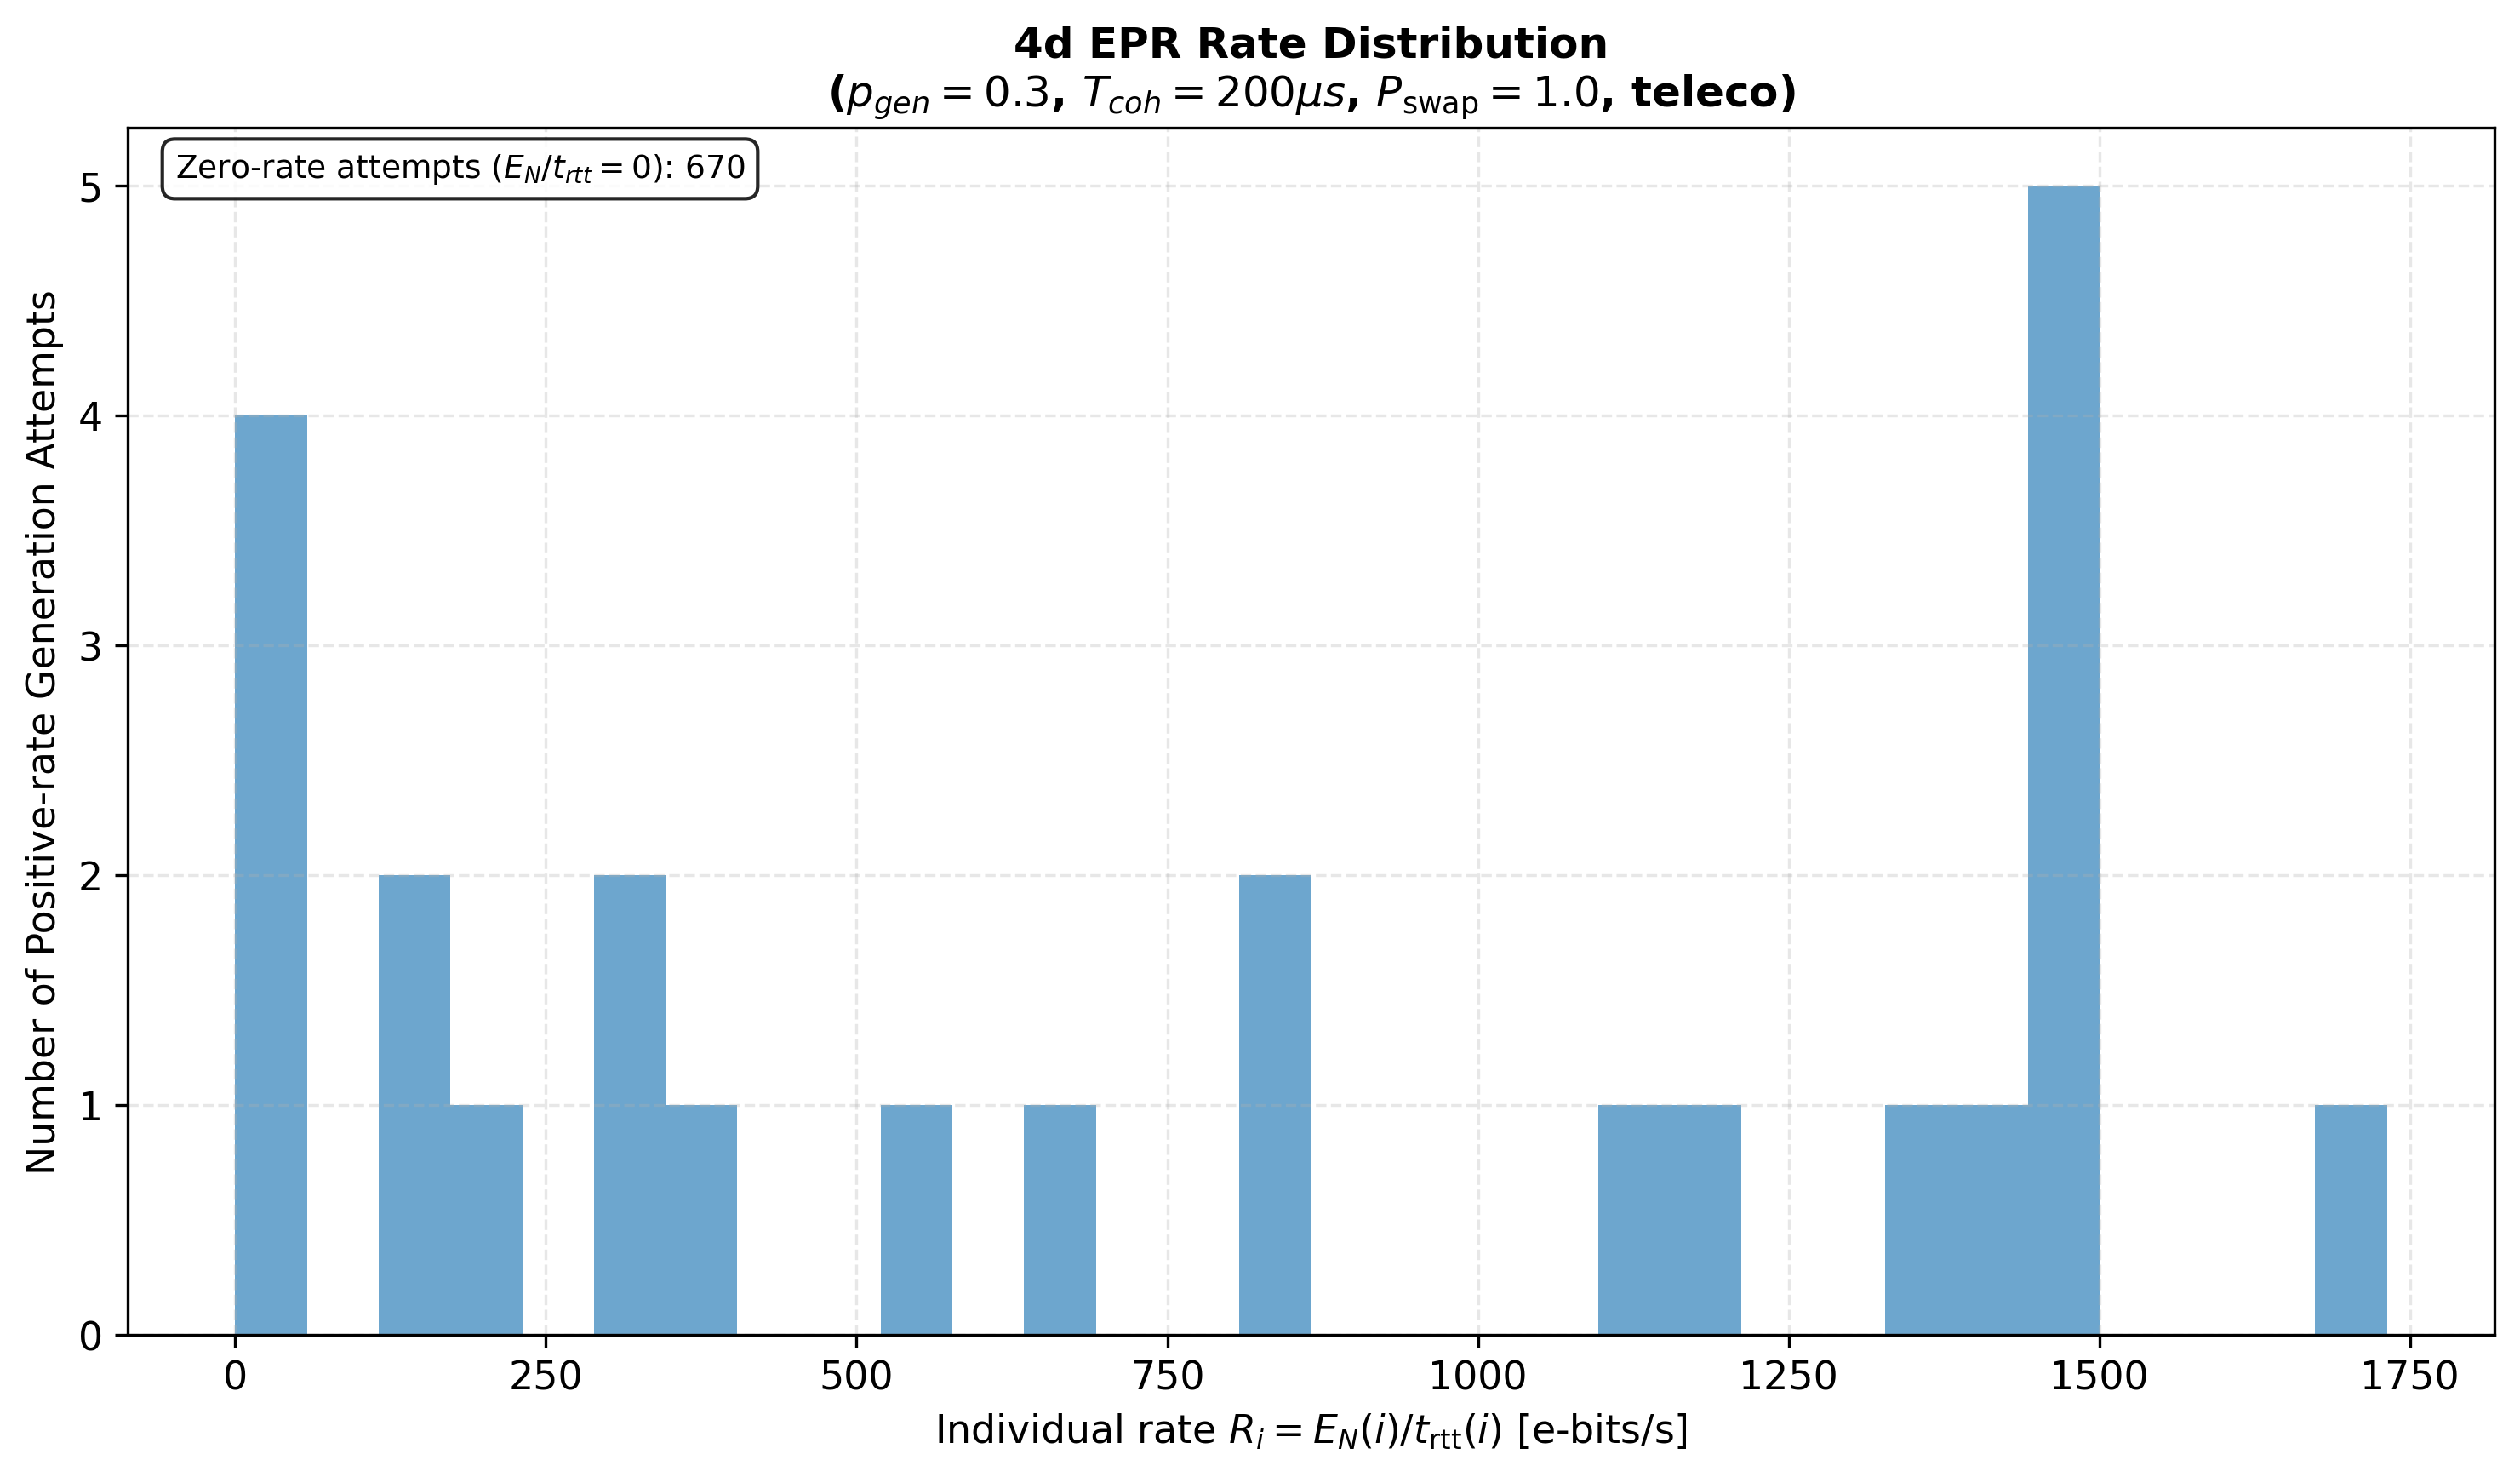 4d EPR Rate Distribution
(p_gen = 0.3, T_coh = 200μs, P_swap = 1.0, teleco)
Zero-rate attempts (E_N/t_rtt = 0): 670
Number of Positive-rate Generation Attempts
5
4
3
2
1
0
0 250 500 750 1000 1250 1500 1750
Individual rate R_i = E_N(i)/t_rtt(i) [e-bits/s]